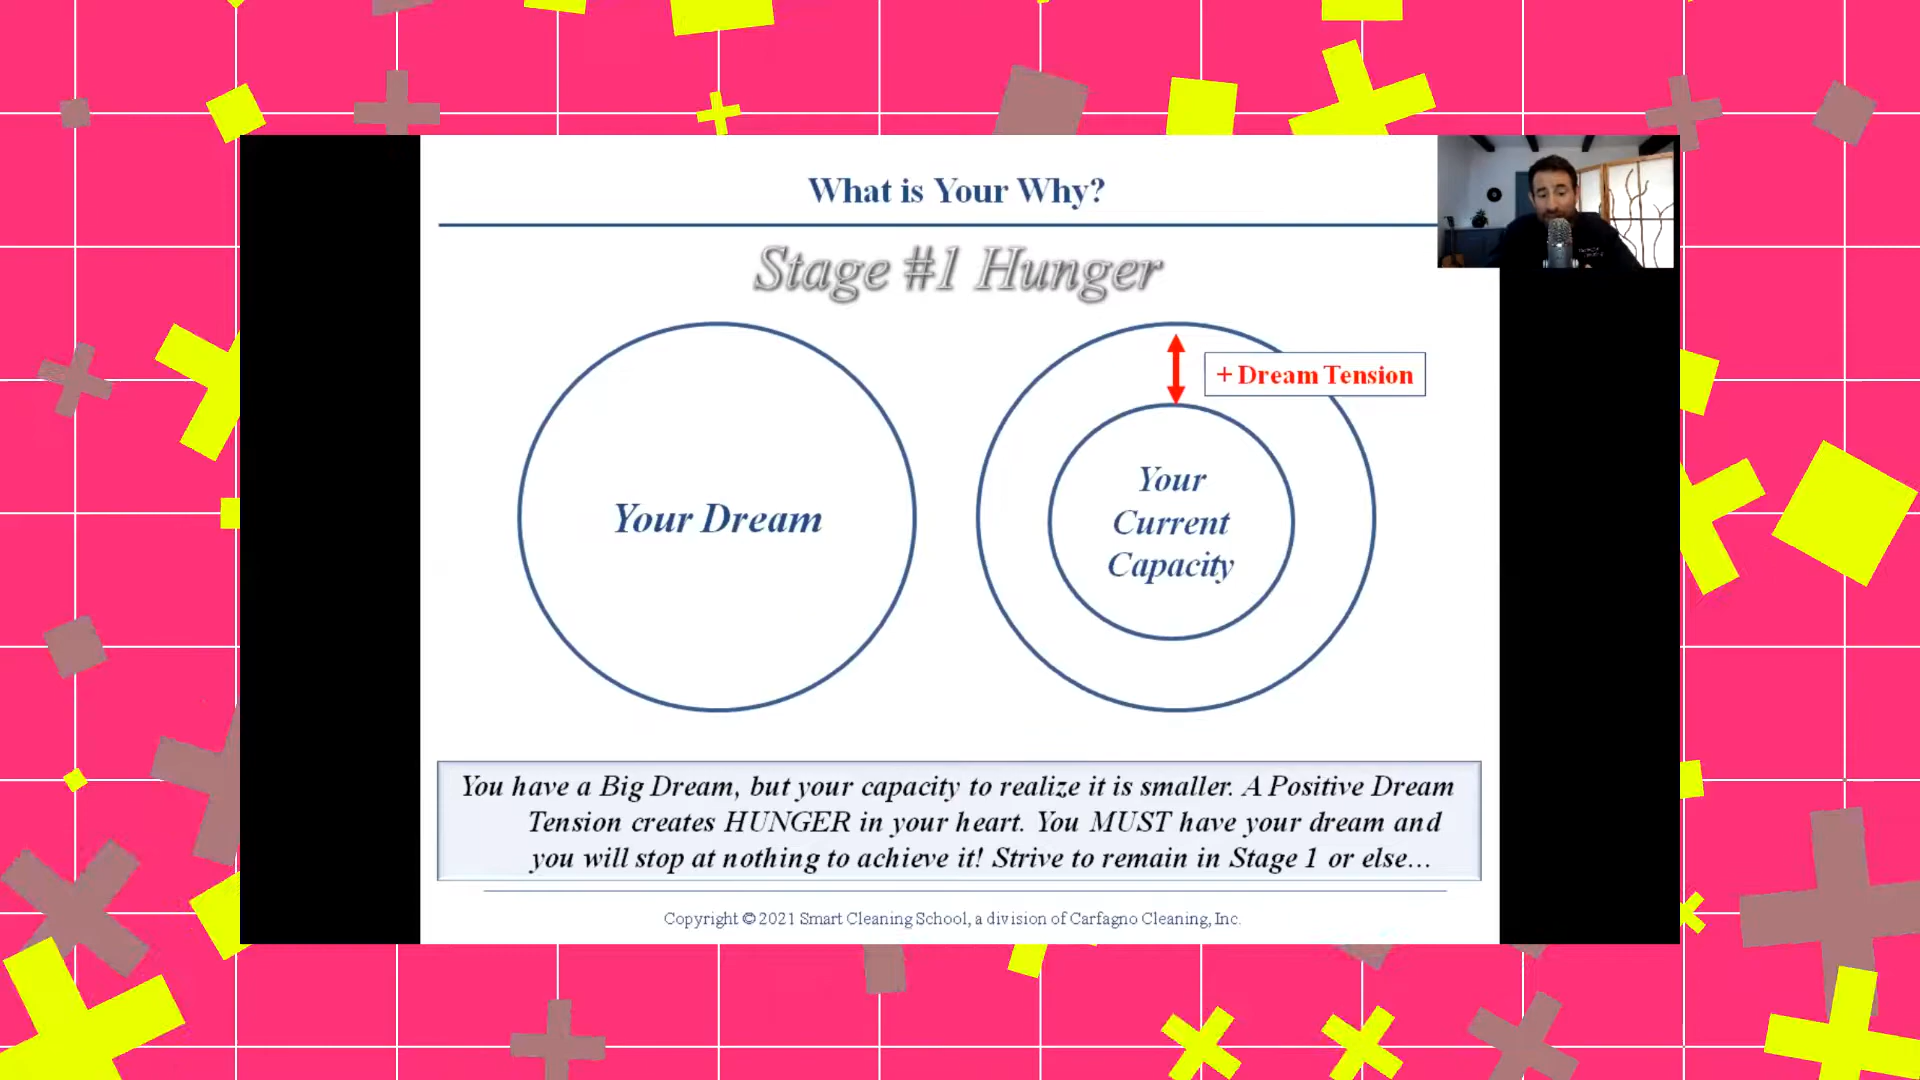 What is Your Why?
Stage #1 Hunger
+ Dream Tension
Your Dream
Your
Current
Capacity
You have a Big Dream, but your capacity to realize it is smaller. A Positive Dream
Tension creates HUNGER in your heart. You MUST have your dream and
you will stop at nothing to achieve it! Strive to remain in Stage 1 or else...
Copyright © 2021 Smart Cleaning School, a division of Carfagno Cleaning, Inc.